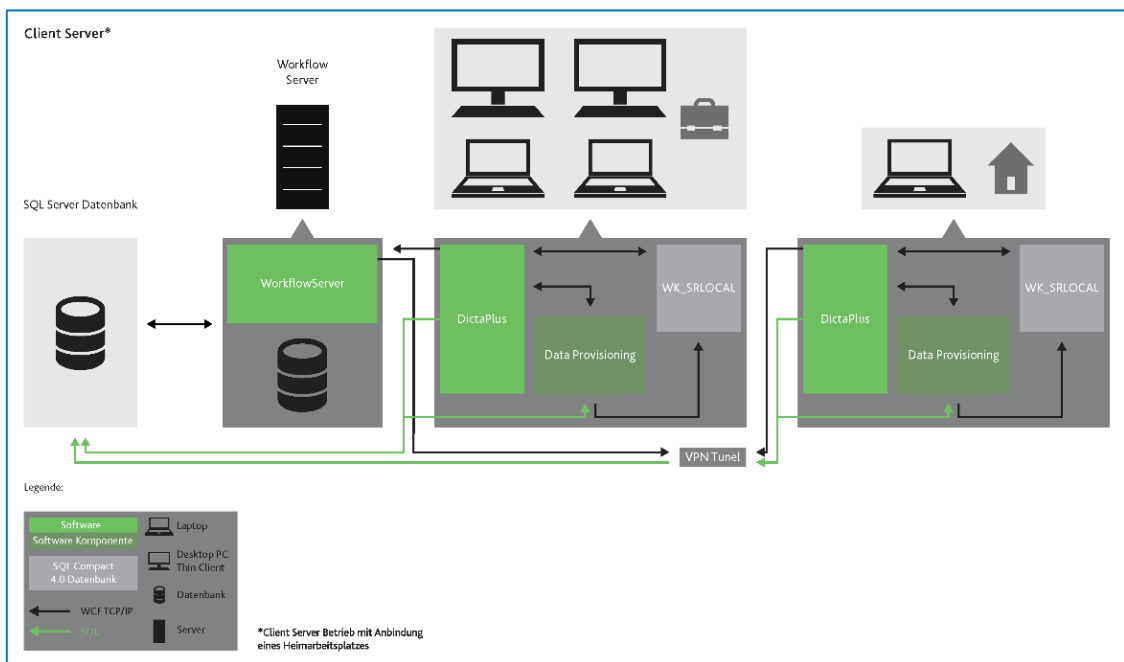 Client Server*
Workflow
Server
SQL Server Datenbank
WorkflowServer
DictaPlus
WK_SRLOCAL
Data Provisioning
DictaPlus
WK_SRLOCAL
Data Provisioning
VPN Tunel
Legende:
Software
Software Komponente
SQL Compact
4.0 Datenbank
WCF TCP/IP
SQL
Laptop
Desktop PC
Thin Client
Datenbank
Server
*Client Server Betrieb mit Anbindung
eines Heimarbeitsplatzes